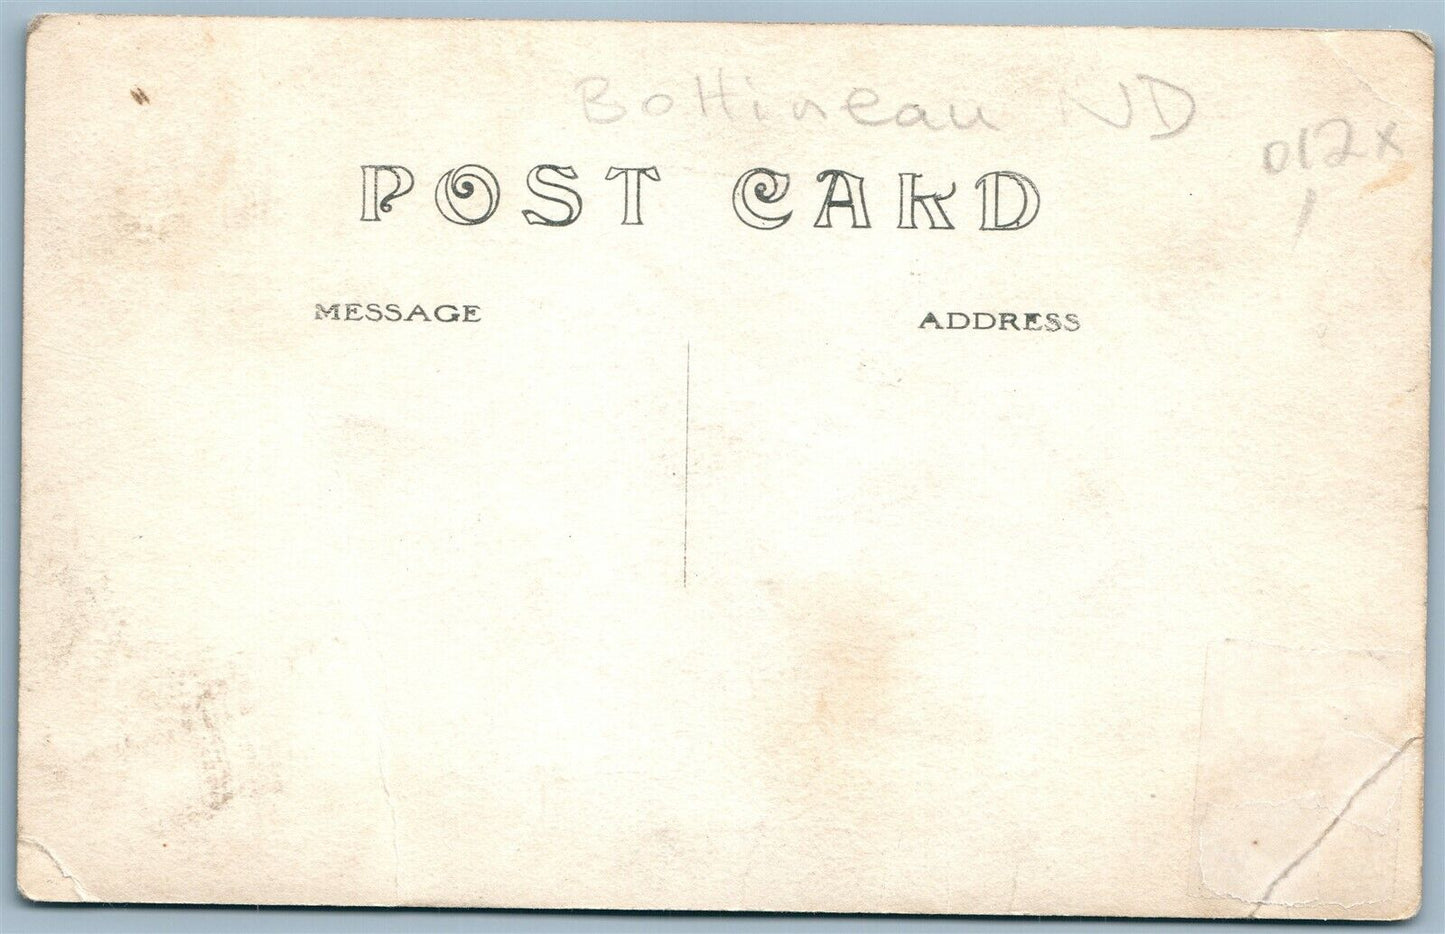 Bottineau ND
012x
1
POST CARD
MESSAGE
ADDRESS